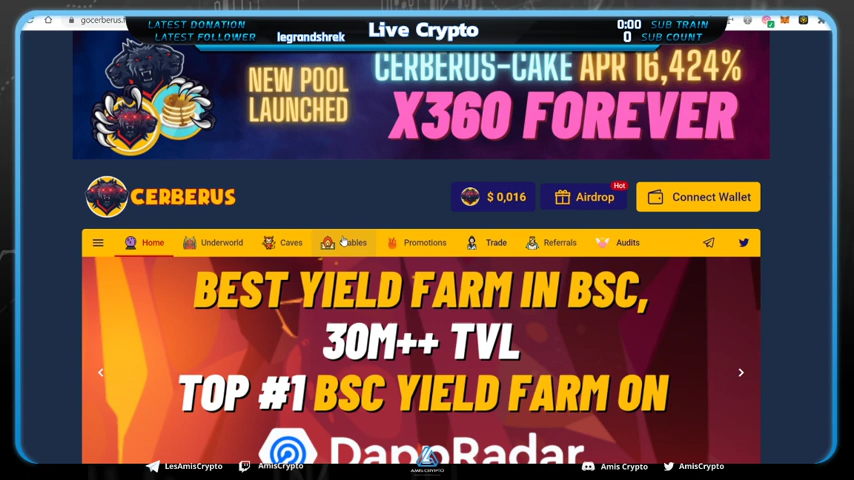 LATEST DONATION
LATEST FOLLOWER
legrandshrek
Live Crypto
0:00 SUB TRAIN
0 SUB COUNT
gocerberus.f
NEW POOL
LAUNCHED
CERBERUS-CAKE APR 16,424%
X360 FOREVER
CERBERUS
$ 0,016
Airdrop
Hot
Connect Wallet
Home
Underworld
Caves
Promotions
Trade
Referrals
Audits
BEST YIELD FARM IN BSC,
30M++ TVL
TOP #1 BSC YIELD FARM ON
DappRadar
LesAmisCrypto
AmisCrypto
AMIS CRYPTO
Amis Crypto
AmisCrypto